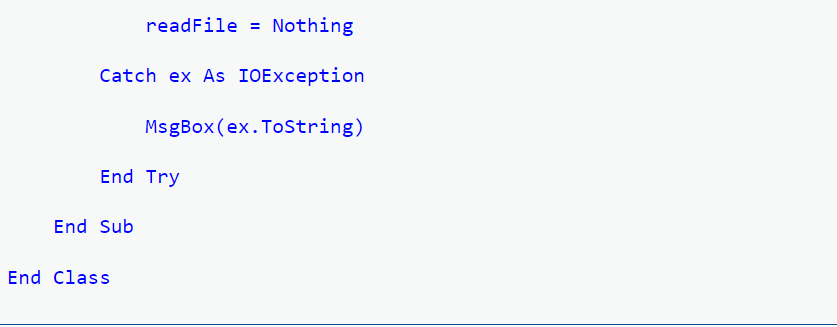 readFile = Nothing
Catch ex As IOException
MsgBox(ex.ToString)
End Try
End Sub
End Class